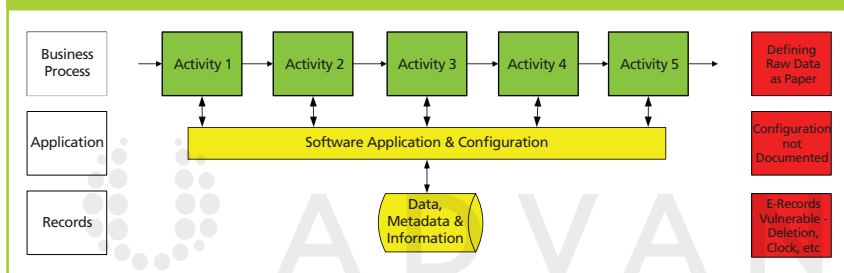 Business
Process
Activity 1
Activity 2
Activity 3
Activity 4
Activity 5
Defining
Raw Data
as Paper
Application
Software Application & Configuration
Configuration
not
Documented
Records
Data,
Metadata &
Information
E-Records
Vulnerable -
Deletion,
Clock, etc
ADVAN